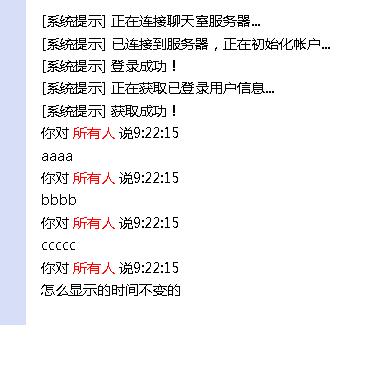 [系统提示] 正在连接聊天室服务器...
[系统提示] 已连接到服务器，正在初始化帐户...
[系统提示] 登录成功！
[系统提示] 正在获取已登录用户信息...
[系统提示] 获取成功！
你对 所有人 说9:22:15
aaaa
你对 所有人 说9:22:15
bbbb
你对 所有人 说9:22:15
ccccc
你对 所有人 说9:22:15
怎么显示的时间不变的